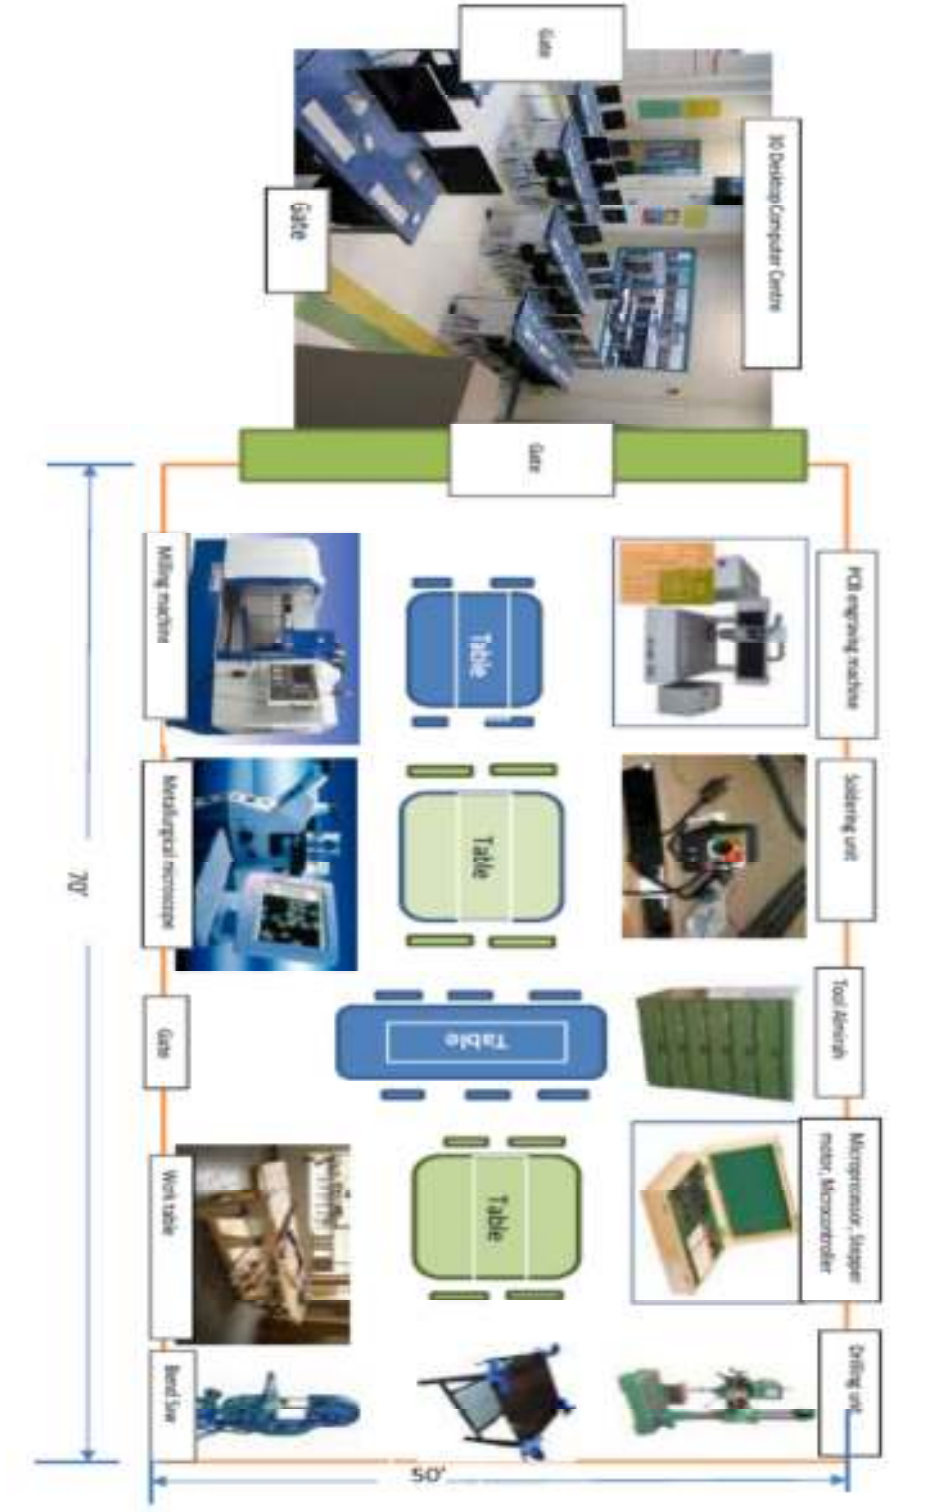 Gate
3D Desktop Computer Centre
Gate
Gate
PCB engraving machine
Milling machine
Table
Soldering unit
Metallurgical microscope
Table
70'
Tool Almirah
Gate
Table
Microprocessor, Stepper
motor, Microcontroller
Work table
Table
Drilling unit
Bend Saw
50'